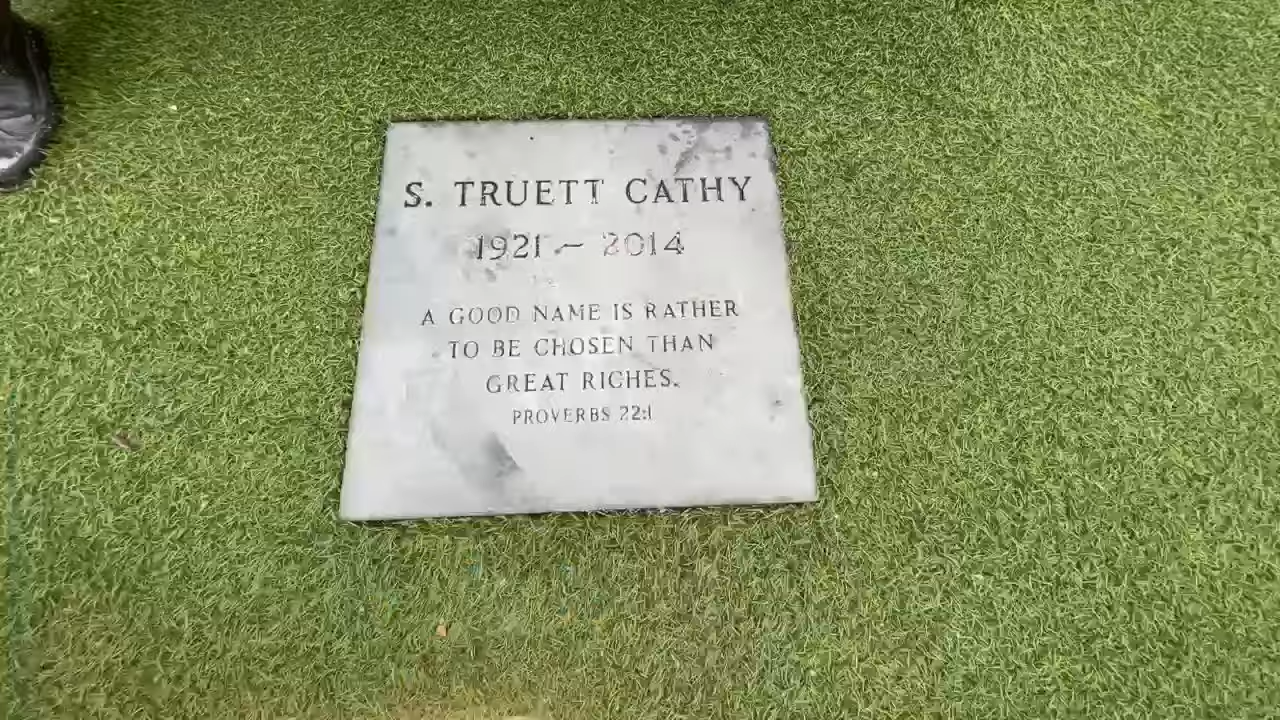 S. TRUETT CATHY
1921 – 2014
A GOOD NAME IS RATHER
TO BE CHOSEN THAN
GREAT RICHES.
PROVERBS 22:1